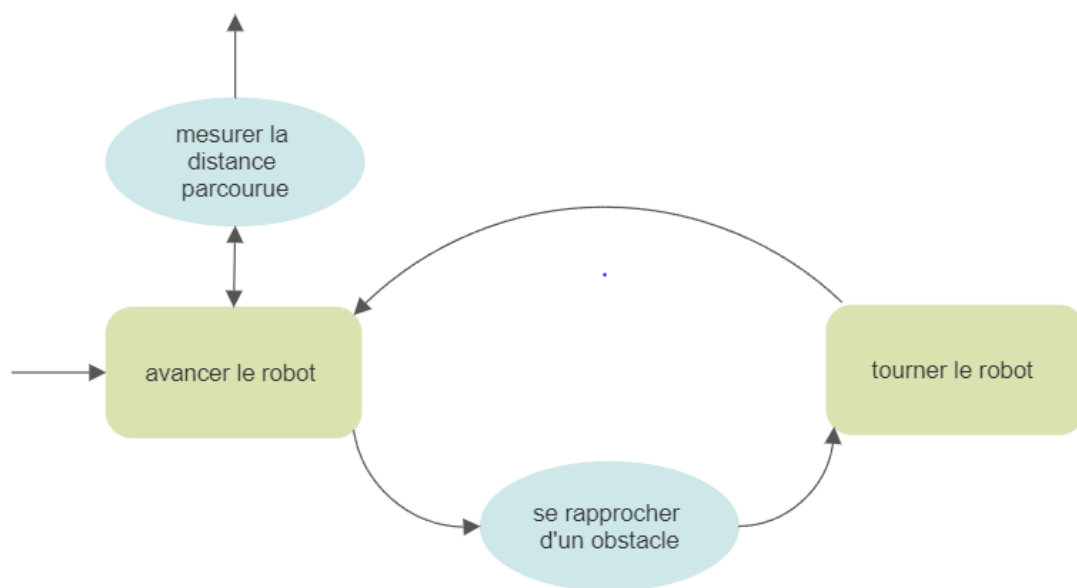 mesurer la
distance
parcourue
avancer le robot
tourner le robot
se rapprocher
d'un obstacle